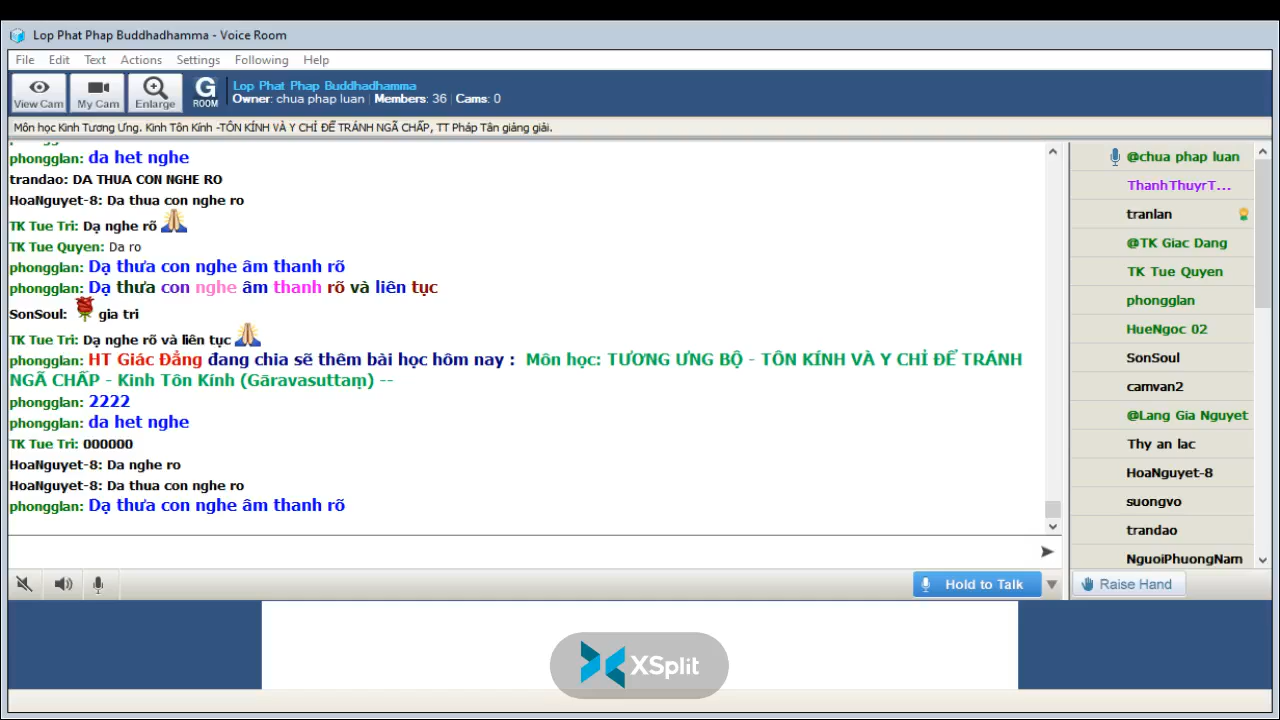 Lop Phat Phap Buddhadhamma - Voice Room
File Edit Text Actions Settings Following Help
View Cam My Cam Enlarge G ROOM
Lop Phat Phap Buddhadhamma
Owner: chua phap luan | Members: 36 | Cams: 0
Môn học Kinh Tương Ưng. Kinh Tôn Kính -TÔN KÍNH VÀ Y CHỈ ĐỂ TRÁNH NGÃ CHẤP, TT Pháp Tân giảng giải.
phongglan: da het nghe
trandao: DA THUA CON NGHE RO
HoaNguyet-8: Da thua con nghe ro
TK Tue Tri: Dạ nghe rõ
TK Tue Quyen: Da ro
phongglan: Dạ thưa con nghe âm thanh rõ
phongglan: Dạ thưa con nghe âm thanh rõ và liên tục
SonSoul: gia tri
TK Tue Tri: Dạ nghe rõ và liên tục
phongglan: HT Giác Đẳng đang chia sẽ thêm bài học hôm nay : Môn học: TƯƠNG ƯNG BỘ - TÔN KÍNH VÀ Y CHỈ ĐỂ TRÁNH
NGÃ CHẤP - Kinh Tôn Kính (Gāravasuttaṃ) --
phongglan: 2222
phongglan: da het nghe
TK Tue Tri: 000000
HoaNguyet-8: Da nghe ro
HoaNguyet-8: Da thua con nghe ro
phongglan: Dạ thưa con nghe âm thanh rõ
@chua phap luan
ThanhThuyrT...
tranlan
@TK Giac Dang
TK Tue Quyen
phongglan
HueNgoc 02
SonSoul
camvan2
@Lang Gia Nguyet
Thy an lac
HoaNguyet-8
suongvo
trandao
NguoiPhuongNam
Hold to Talk
Raise Hand
XSplit